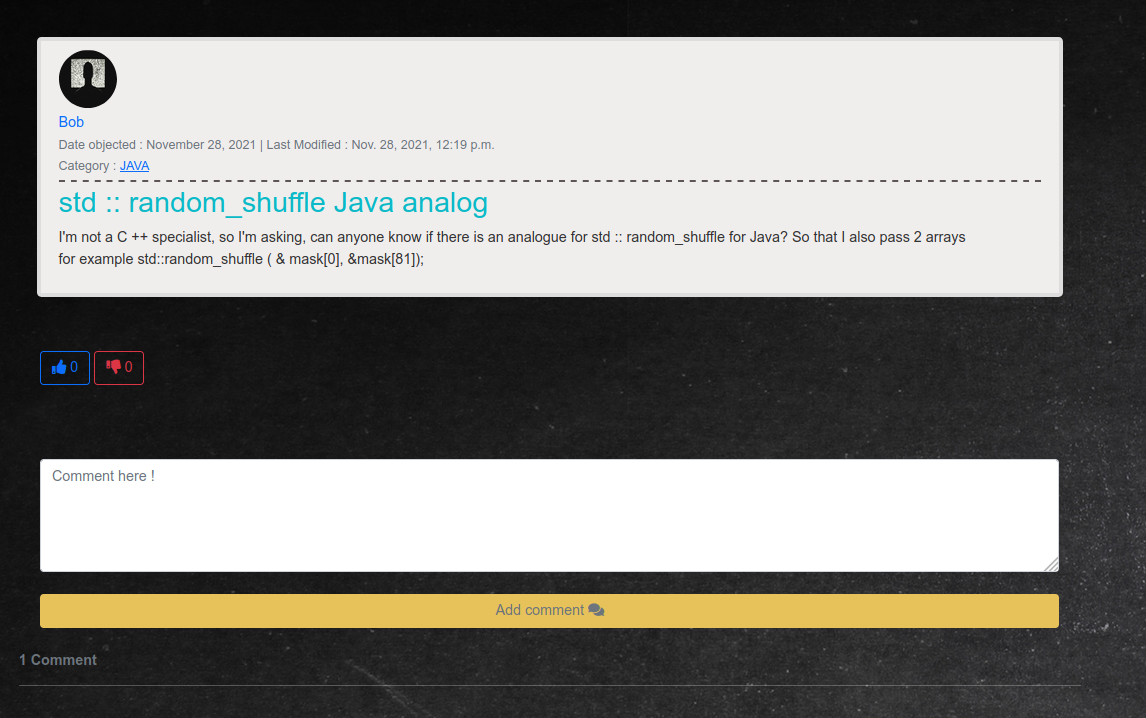 Bob
Date objected : November 28, 2021 | Last Modified : Nov. 28, 2021, 12:19 p.m.
Category : JAVA
std :: random_shuffle Java analog
I'm not a C ++ specialist, so I'm asking, can anyone know if there is an analogue for std :: random_shuffle for Java? So that I also pass 2 arrays
for example std::random_shuffle ( & mask[0], &mask[81]);
0 0
Comment here !
Add comment
1 Comment